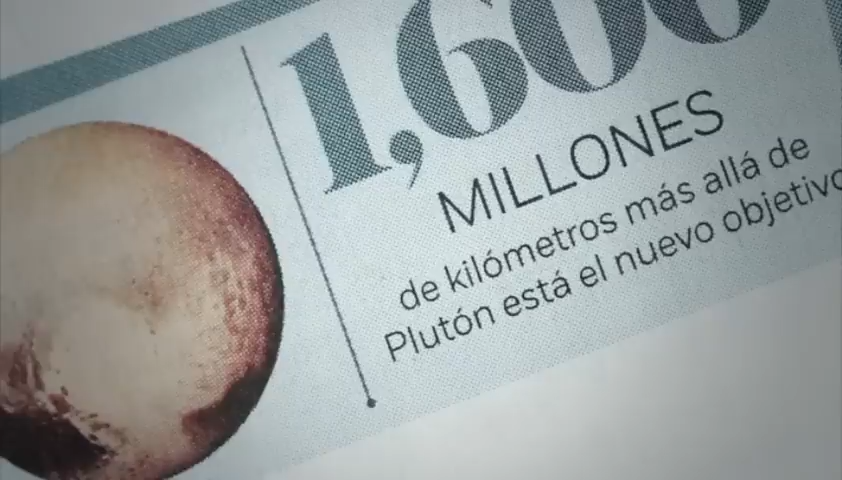 1,600
MILLONES
de kilómetros más allá de
Plutón está el nuevo objetivo